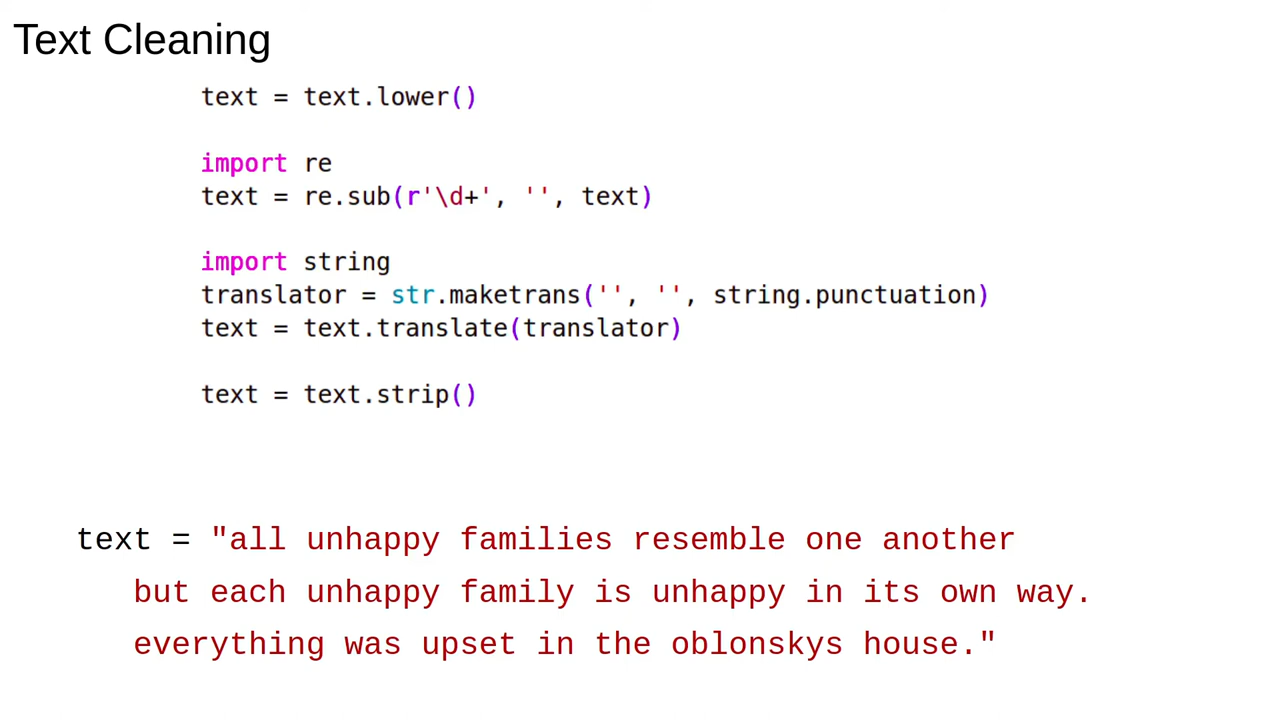 Text Cleaning
text = text.lower()
import re
text = re.sub(r'\d+', '', text)
import string
translator = str.maketrans('', '', string.punctuation)
text = text.translate(translator)
text = text.strip()
text = "all unhappy families resemble one another
but each unhappy family is unhappy in its own way.
everything was upset in the oblonskys house."